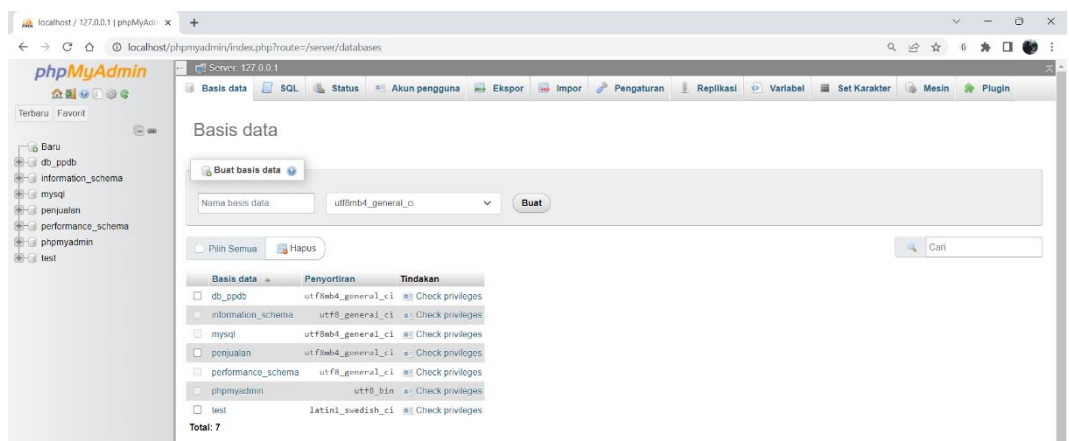 localhost / 127.0.0.1 | phpMyAdm
localhost/phpmyadmin/index.php?route=/server/databases
phpMyAdmin
Terbaru Favorit
Baru
db_ppdb
information_schema
mysql
penjualan
performance_schema
phpmyadmin
test
Server: 127.0.0.1
Basis data SQL Status Akun pengguna Ekspor Impor Pengaturan Replikasi Variabel Set Karakter Mesin Plugin
Basis data
Buat basis data
Nama basis data utf8mb4_general_ci Buat
Pilih Semua Hapus Cari
Basis data Penyortiran Tindakan
db_ppdb utf8mb4_general_ci Check privileges
information_schema utf8_general_ci Check privileges
mysql utf8mb4_general_ci Check privileges
penjualan utf8mb4_general_ci Check privileges
performance_schema utf8_general_ci Check privileges
phpmyadmin utf8_bin Check privileges
test latin1_swedish_ci Check privileges
Total: 7